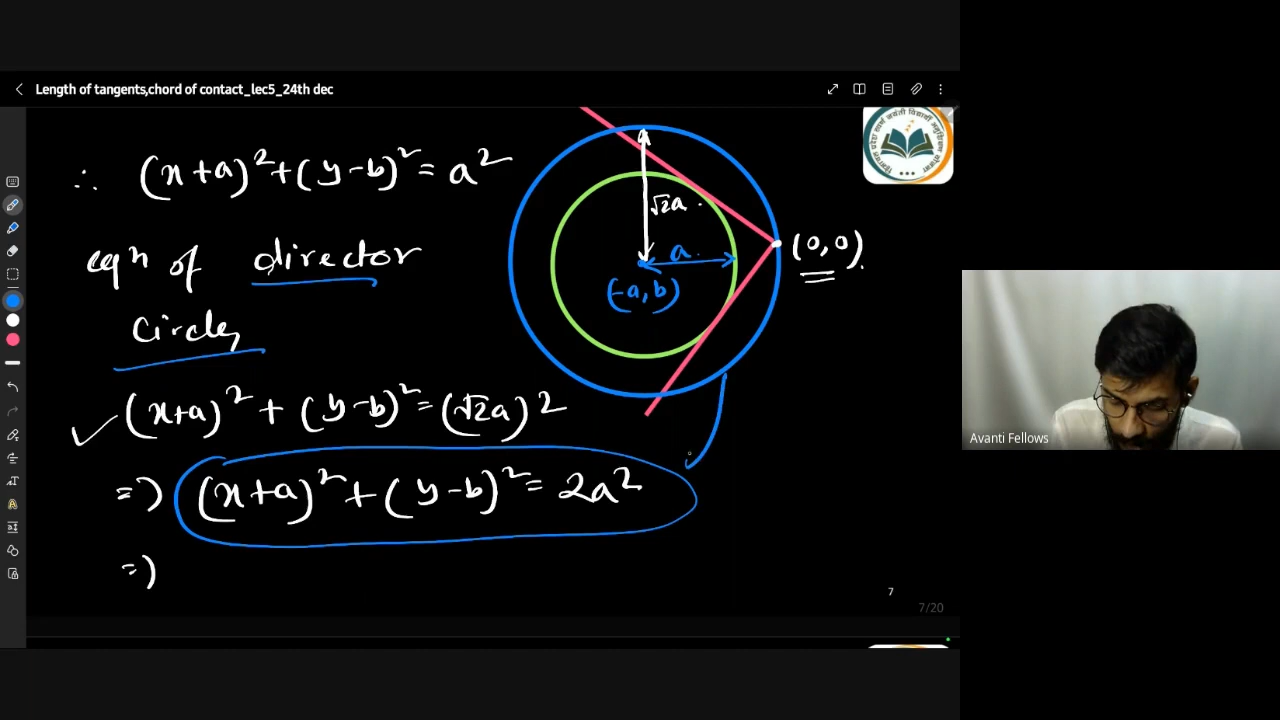 Length of tangents,chord of contact_lec5_24th dec
∴ (x+a)²+(y-b)²= a²
eqⁿ of director
Circle,
(x+a)² + (y-b)²=(√2a)2
=) (x+a)²+(y-b)²= 2a²
=)
√2a.
a.
(-a,b)
(0,0).
Avanti Fellows
7
7/20